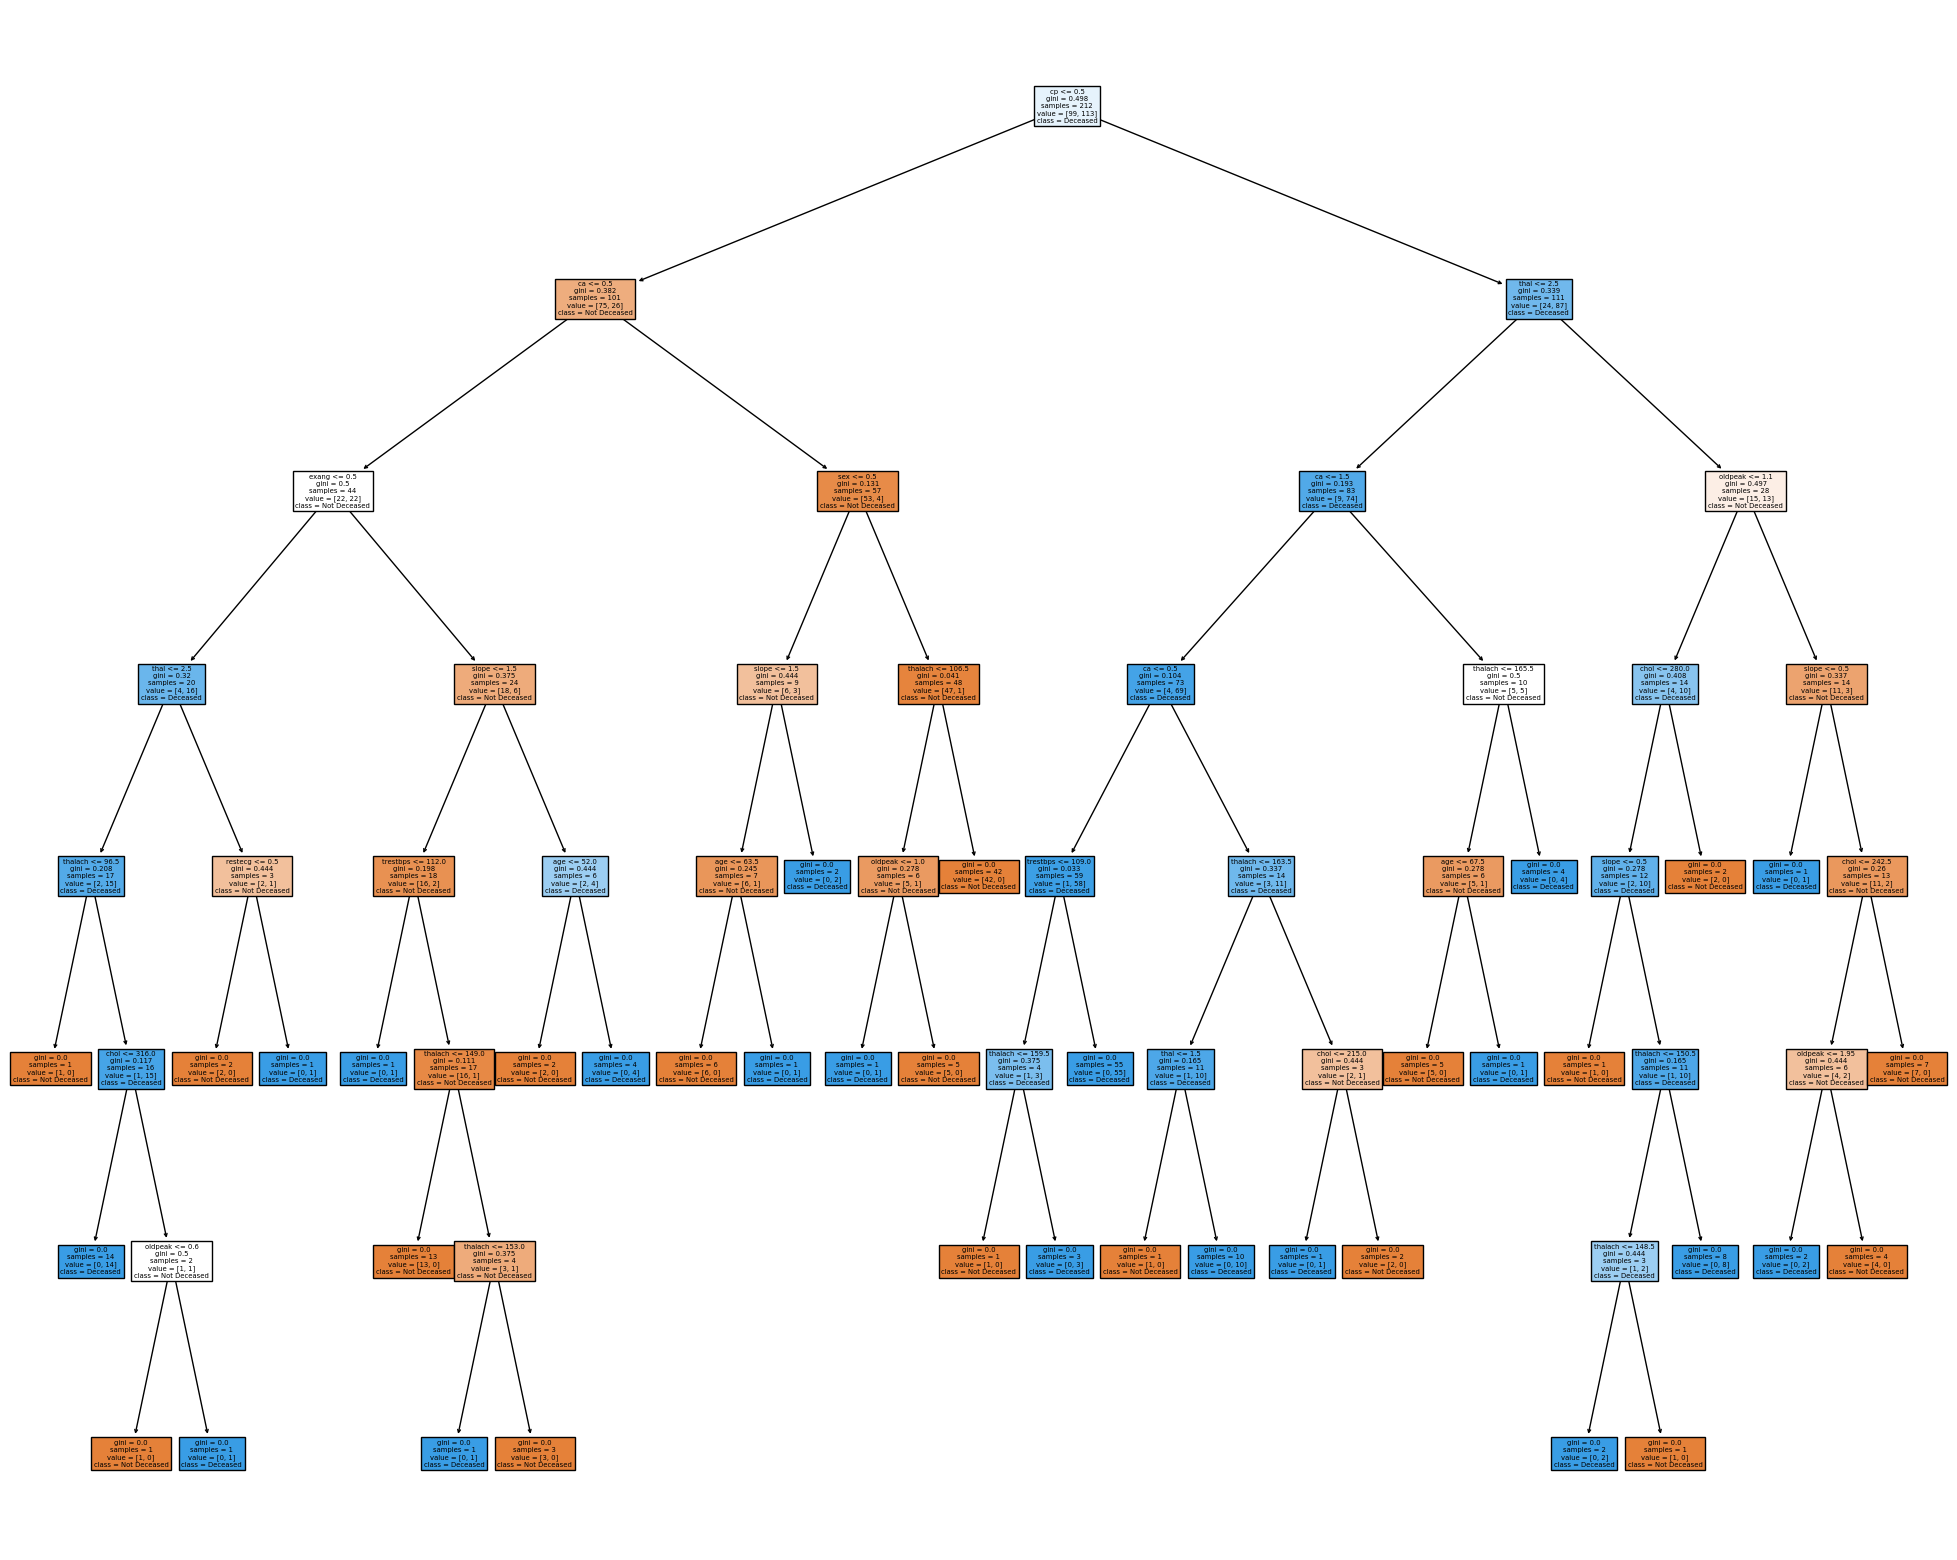 cp <= 0.5
gini = 0.498
samples = 212
value = [99, 113]
class = Deceased
ca <= 0.5
gini = 0.382
samples = 101
value = [75, 26]
class = Not Deceased
thal <= 2.5
gini = 0.339
samples = 111
value = [24, 87]
class = Deceased
exang <= 0.5
gini = 0.5
samples = 44
value = [22, 22]
class = Not Deceased
sex <= 0.5
gini = 0.131
samples = 57
value = [53, 4]
class = Not Deceased
ca <= 1.5
gini = 0.193
samples = 83
value = [9, 74]
class = Deceased
oldpeak <= 1.1
gini = 0.497
samples = 28
value = [15, 13]
class = Not Deceased
thal <= 2.5
gini = 0.32
samples = 20
value = [4, 16]
class = Deceased
slope <= 1.5
gini = 0.375
samples = 24
value = [18, 6]
class = Not Deceased
slope <= 1.5
gini = 0.444
samples = 9
value = [6, 3]
class = Not Deceased
thalach <= 106.5
gini = 0.041
samples = 48
value = [47, 1]
class = Not Deceased
ca <= 0.5
gini = 0.104
samples = 73
value = [4, 69]
class = Deceased
thalach <= 165.5
gini = 0.5
samples = 10
value = [5, 5]
class = Not Deceased
chol <= 280.0
gini = 0.408
samples = 14
value = [4, 10]
class = Deceased
slope <= 0.5
gini = 0.337
samples = 14
value = [11, 3]
class = Not Deceased
thalach <= 96.5
gini = 0.208
samples = 17
value = [2, 15]
class = Deceased
restecg <= 0.5
gini = 0.444
samples = 3
value = [2, 1]
class = Not Deceased
trestbps <= 112.0
gini = 0.198
samples = 18
value = [16, 2]
class = Not Deceased
age <= 52.0
gini = 0.444
samples = 6
value = [2, 4]
class = Deceased
age <= 63.5
gini = 0.245
samples = 7
value = [6, 1]
class = Not Deceased
gini = 0.0
samples = 2
value = [0, 2]
class = Deceased
oldpeak <= 1.0
gini = 0.278
samples = 6
value = [5, 1]
class = Not Deceased
gini = 0.0
samples = 42
value = [42, 0]
class = Not Deceased
trestbps <= 109.0
gini = 0.033
samples = 59
value = [1, 58]
class = Deceased
thalach <= 163.5
gini = 0.337
samples = 14
value = [3, 11]
class = Deceased
age <= 67.5
gini = 0.278
samples = 6
value = [5, 1]
class = Not Deceased
gini = 0.0
samples = 4
value = [0, 4]
class = Deceased
slope <= 0.5
gini = 0.278
samples = 12
value = [2, 10]
class = Deceased
gini = 0.0
samples = 2
value = [2, 0]
class = Not Deceased
gini = 0.0
samples = 1
value = [0, 1]
class = Deceased
chol <= 242.5
gini = 0.26
samples = 13
value = [11, 2]
class = Not Deceased
gini = 0.0
samples = 1
value = [1, 0]
class = Not Deceased
chol <= 316.0
gini = 0.117
samples = 16
value = [1, 15]
class = Deceased
gini = 0.0
samples = 2
value = [2, 0]
class = Not Deceased
gini = 0.0
samples = 1
value = [0, 1]
class = Deceased
gini = 0.0
samples = 1
value = [0, 1]
class = Deceased
thalach <= 149.0
gini = 0.111
samples = 17
value = [16, 1]
class = Not Deceased
gini = 0.0
samples = 2
value = [2, 0]
class = Not Deceased
gini = 0.0
samples = 4
value = [0, 4]
class = Deceased
gini = 0.0
samples = 6
value = [6, 0]
class = Not Deceased
gini = 0.0
samples = 1
value = [0, 1]
class = Deceased
gini = 0.0
samples = 1
value = [0, 1]
class = Deceased
gini = 0.0
samples = 5
value = [5, 0]
class = Not Deceased
thalach <= 159.5
gini = 0.375
samples = 4
value = [1, 3]
class = Deceased
gini = 0.0
samples = 55
value = [0, 55]
class = Deceased
thal <= 1.5
gini = 0.165
samples = 11
value = [1, 10]
class = Deceased
chol <= 215.0
gini = 0.444
samples = 3
value = [2, 1]
class = Not Deceased
gini = 0.0
samples = 5
value = [5, 0]
class = Not Deceased
gini = 0.0
samples = 1
value = [0, 1]
class = Deceased
gini = 0.0
samples = 1
value = [1, 0]
class = Not Deceased
thalach <= 150.5
gini = 0.165
samples = 11
value = [1, 10]
class = Deceased
oldpeak <= 1.95
gini = 0.444
samples = 6
value = [4, 2]
class = Not Deceased
gini = 0.0
samples = 7
value = [7, 0]
class = Not Deceased
gini = 0.0
samples = 14
value = [0, 14]
class = Deceased
oldpeak <= 0.6
gini = 0.5
samples = 2
value = [1, 1]
class = Not Deceased
gini = 0.0
samples = 13
value = [13, 0]
class = Not Deceased
thalach <= 153.0
gini = 0.375
samples = 4
value = [3, 1]
class = Not Deceased
gini = 0.0
samples = 1
value = [1, 0]
class = Not Deceased
gini = 0.0
samples = 3
value = [0, 3]
class = Deceased
gini = 0.0
samples = 1
value = [1, 0]
class = Not Deceased
gini = 0.0
samples = 10
value = [0, 10]
class = Deceased
gini = 0.0
samples = 1
value = [0, 1]
class = Deceased
gini = 0.0
samples = 2
value = [2, 0]
class = Not Deceased
thalach <= 148.5
gini = 0.444
samples = 3
value = [1, 2]
class = Deceased
gini = 0.0
samples = 8
value = [0, 8]
class = Deceased
gini = 0.0
samples = 2
value = [0, 2]
class = Deceased
gini = 0.0
samples = 4
value = [4, 0]
class = Not Deceased
gini = 0.0
samples = 1
value = [1, 0]
class = Not Deceased
gini = 0.0
samples = 1
value = [0, 1]
class = Deceased
gini = 0.0
samples = 1
value = [0, 1]
class = Deceased
gini = 0.0
samples = 3
value = [3, 0]
class = Not Deceased
gini = 0.0
samples = 2
value = [0, 2]
class = Deceased
gini = 0.0
samples = 1
value = [1, 0]
class = Not Deceased